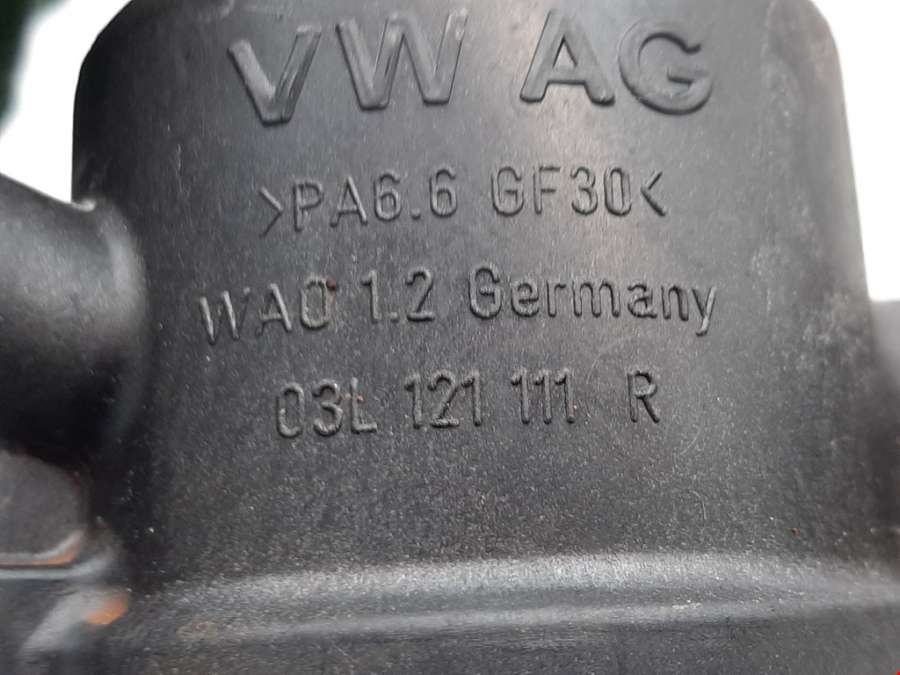 VW AG
>PA6.6 GF30<
WAO 1.2 Germany
03L 121 111 R